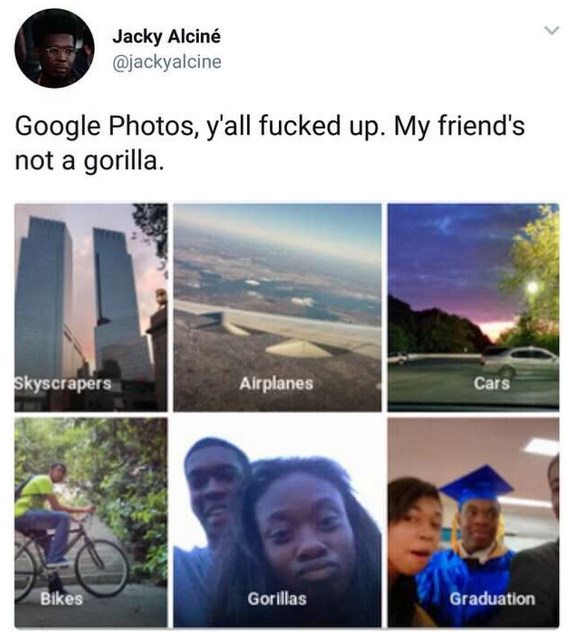 Jacky Alciné
@jackyalcine
Google Photos, y'all fucked up. My friend's
not a gorilla.
Skyscrapers
Airplanes
Cars
Bikes
Gorillas
Graduation